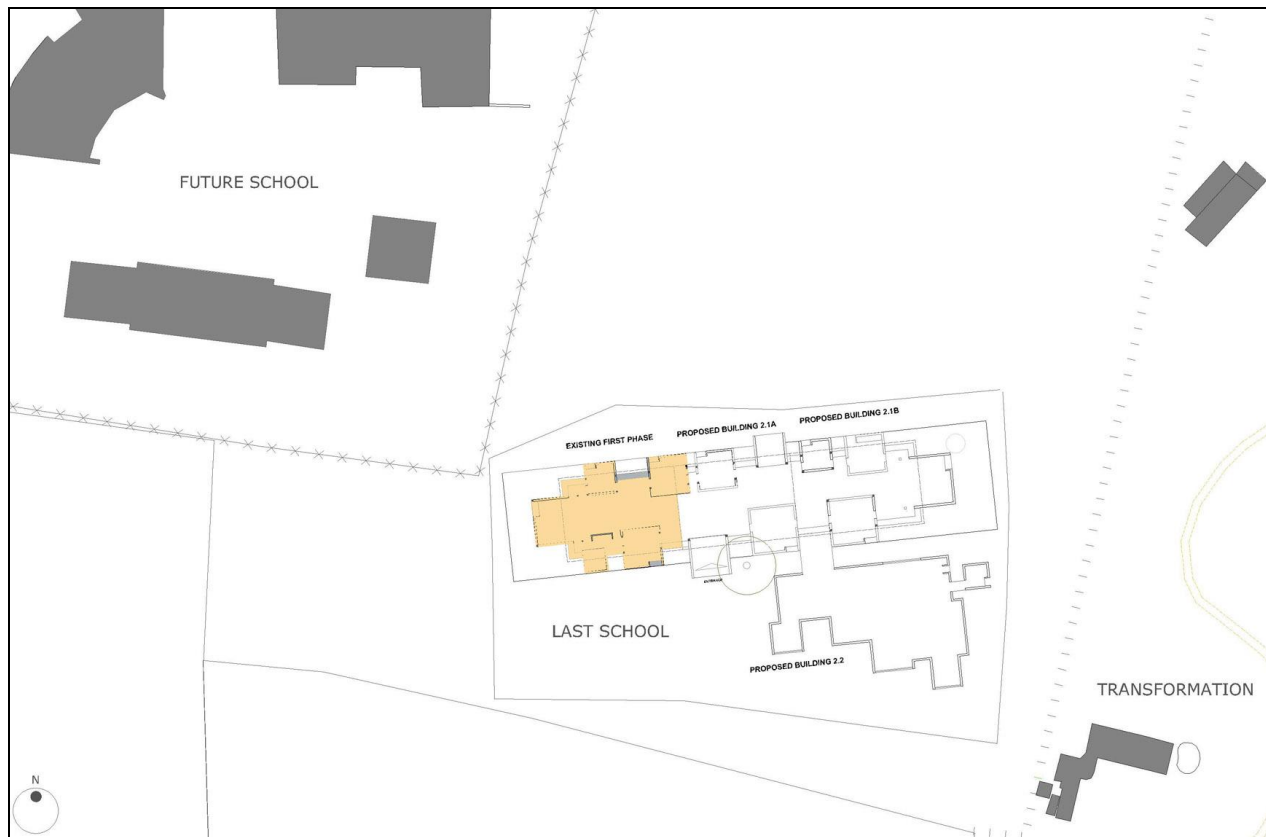 FUTURE SCHOOL
EXISTING FIRST PHASE
PROPOSED BUILDING 2.1A
PROPOSED BUILDING 2.1B
LAST SCHOOL
PROPOSED BUILDING 2.2
TRANSFORMATION
N